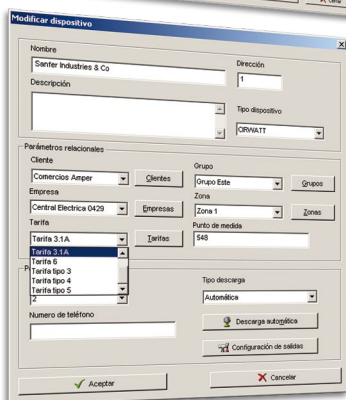 Modificar dispositivo
Nombre
Sanfer Industries & Co
Dirección
1
Descripción
Tipo dispositivo
ORWATT
Parámetros relacionales
Cliente
Comercios Amper
Clientes
Grupo
Grupo Este
Grupos
Empresa
Central Electrica 0429
Empresas
Zona
Zona 1
Zonas
Tarifa
Tarifa 3.1A
Tarifas
Punto de medida
548
Tarifa 3.1A
Tarifa 6
Tarifa tipo 3
Tarifa tipo 4
Tarifa tipo 5
2
Tipo descarga
Automática
Numero de teléfono
Descarga automática
Configuración de salidas
Aceptar
Cancelar